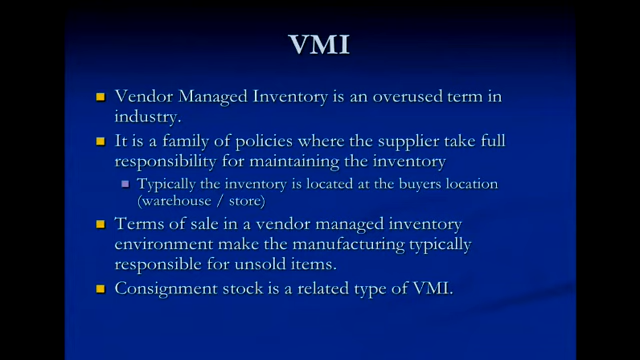 VMI
Vendor Managed Inventory is an overused term in
industry.
It is a family of policies where the supplier take full
responsibility for maintaining the inventory
Typically the inventory is located at the buyers location
(warehouse / store)
Terms of sale in a vendor managed inventory
environment make the manufacturing typically
responsible for unsold items.
Consignment stock is a related type of VMI.